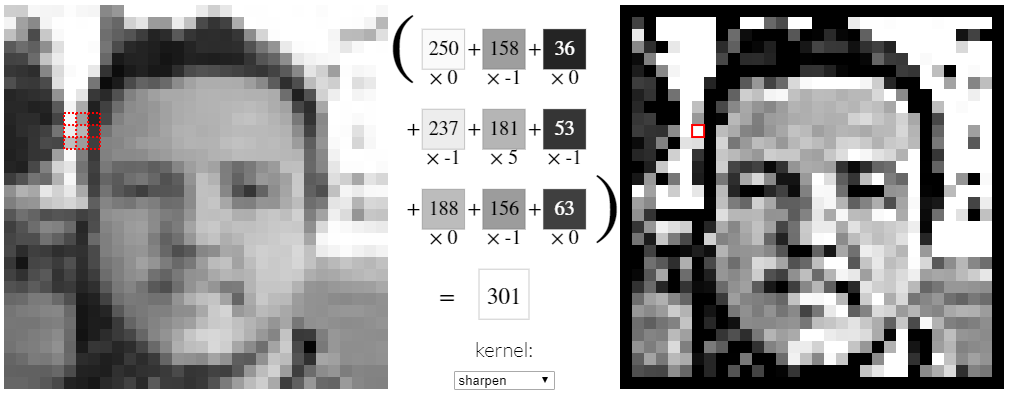 ( 250 + 158 + 36
× 0 × -1 × 0
+ 237 + 181 + 53
× -1 × 5 × -1
+ 188 + 156 + 63 )
× 0 × -1 × 0
= 301
kernel:
sharpen